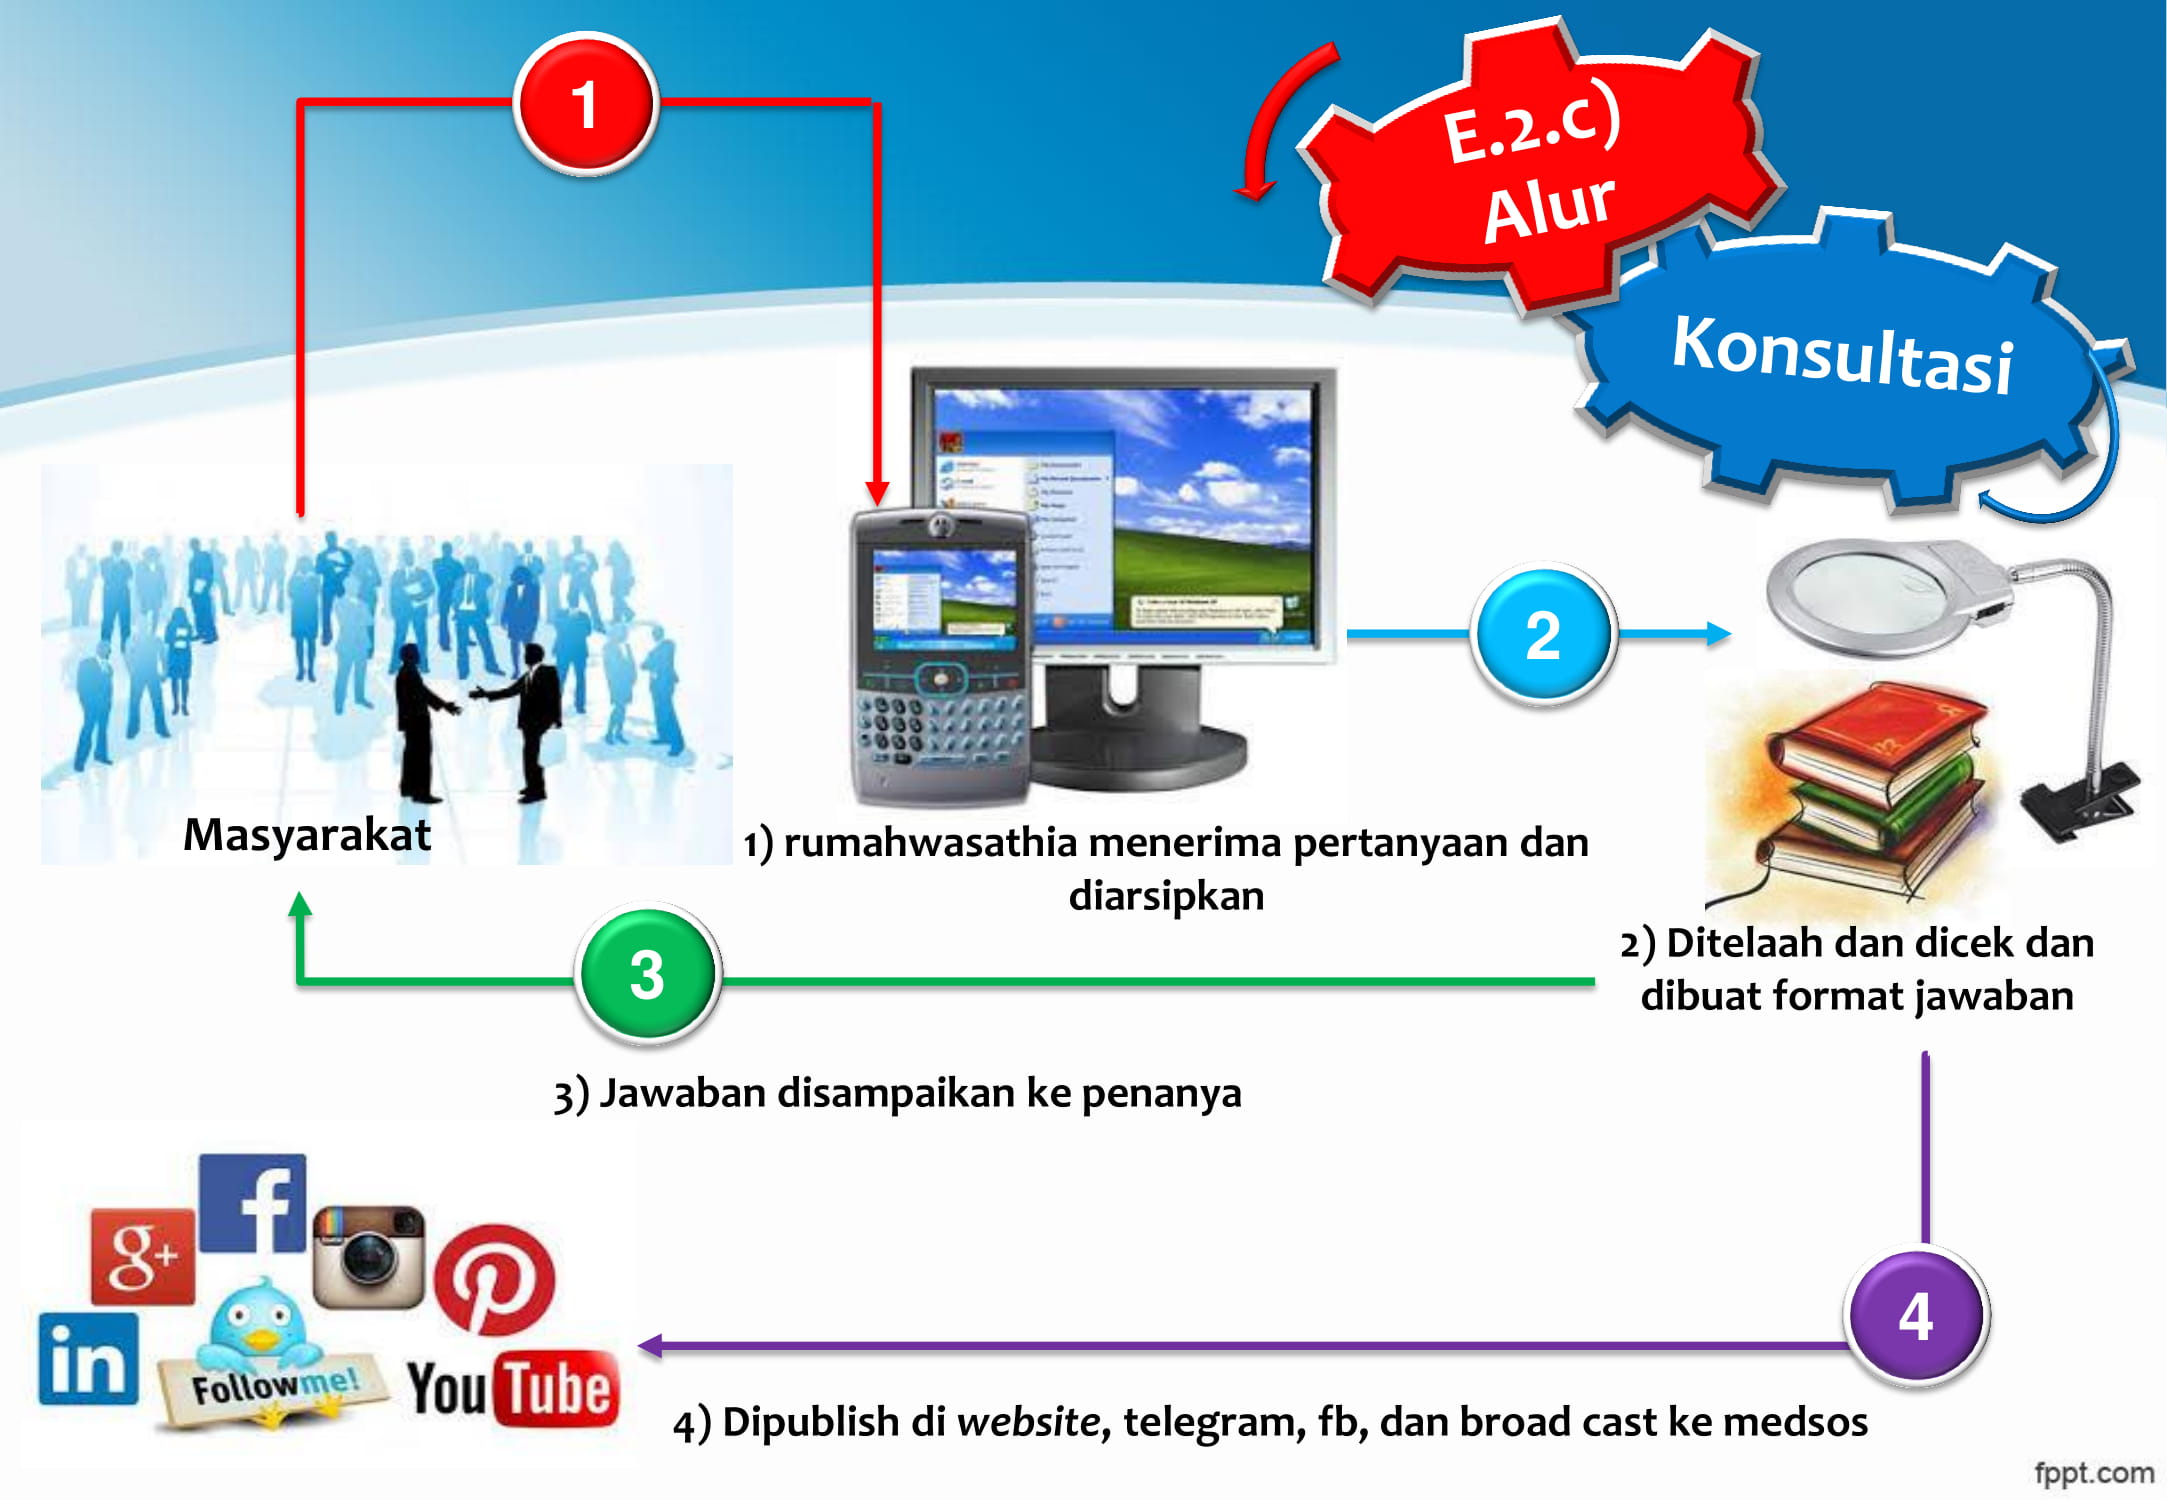 1
E.2.c)
Alur
Konsultasi
2
Masyarakat
1) rumahwasathia menerima pertanyaan dan
diarsipkan
2) Ditelaah dan dicek dan
dibuat format jawaban
3
3) Jawaban disampaikan ke penanya
f
g+
in
Follow me!
You Tube
4
4) Dipublish di website, telegram, fb, dan broad cast ke medsos
fppt.com